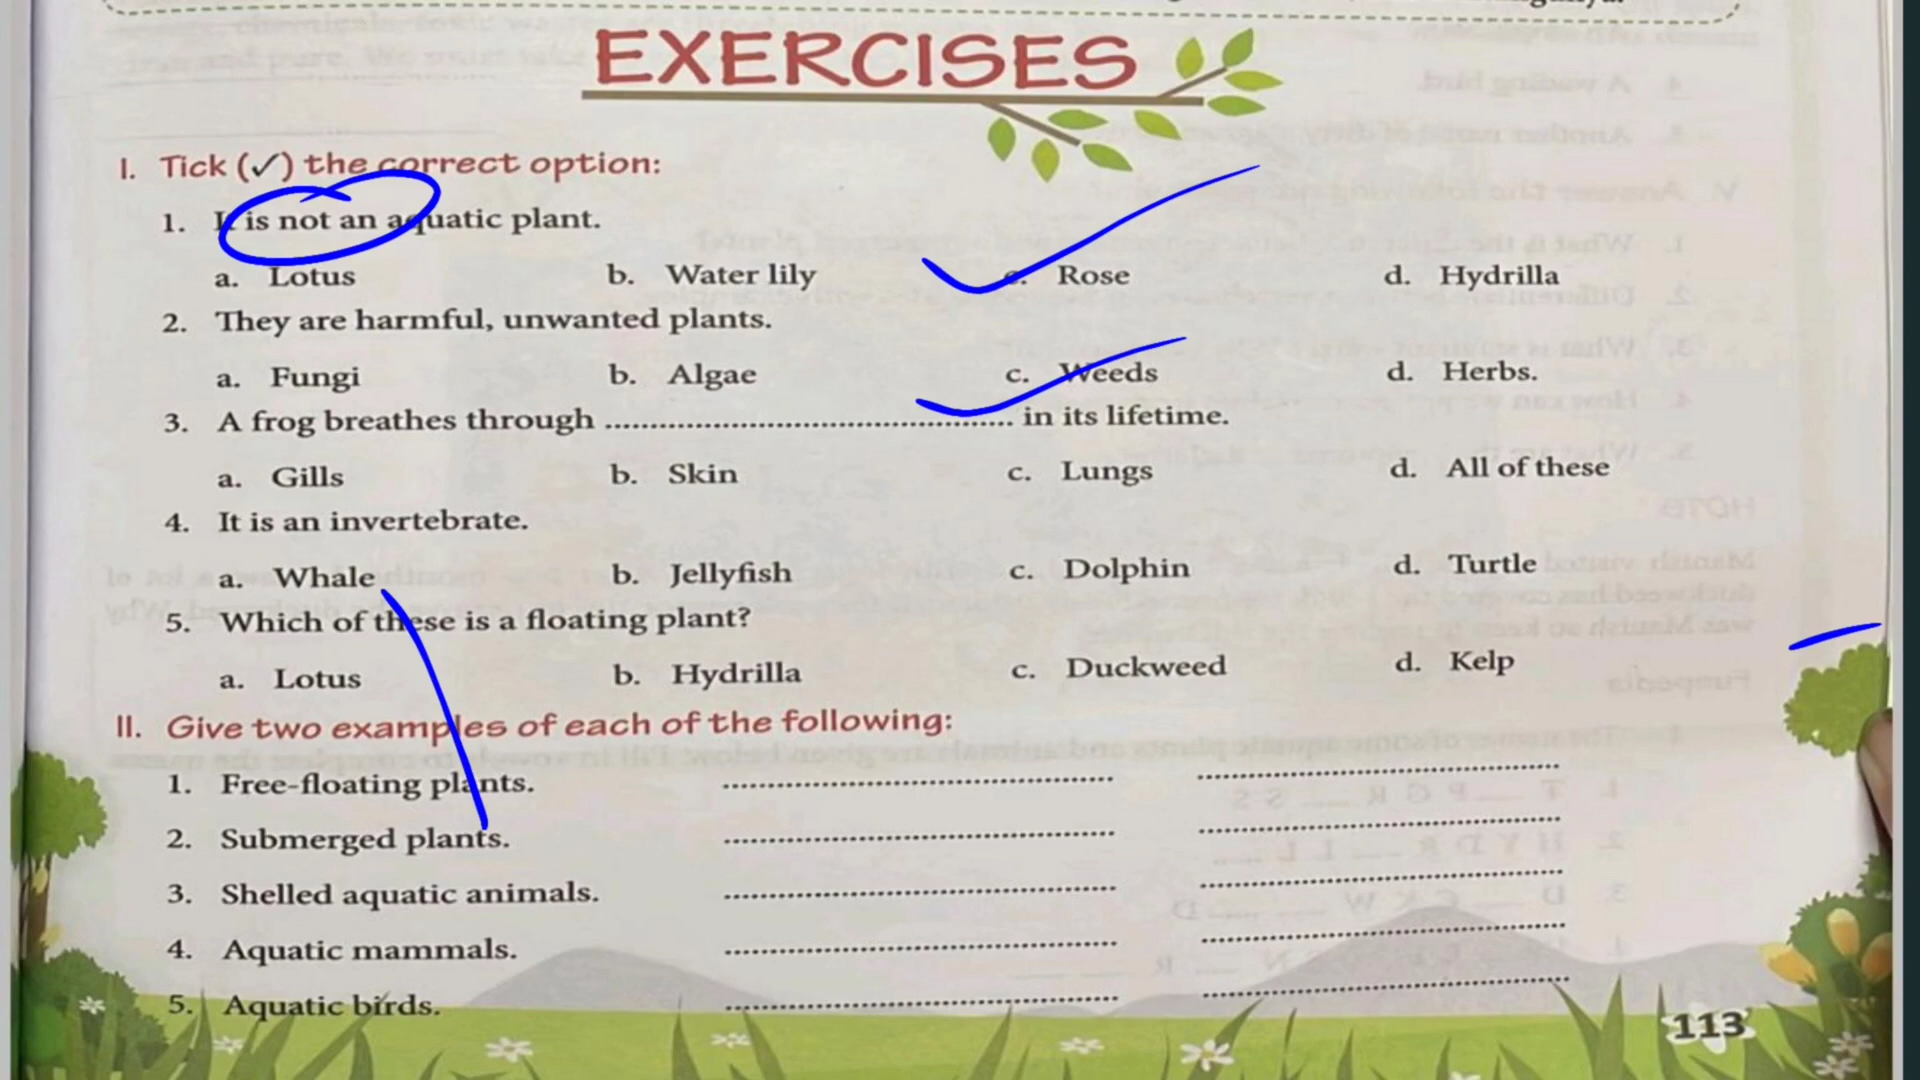 EXERCISES
I. Tick (✓) the correct option:
1. It is not an aquatic plant.
a. Lotus b. Water lily c. Rose d. Hydrilla
2. They are harmful, unwanted plants.
a. Fungi b. Algae c. Weeds d. Herbs.
3. A frog breathes through ........................................ in its lifetime.
a. Gills b. Skin c. Lungs d. All of these
4. It is an invertebrate.
a. Whale b. Jellyfish c. Dolphin d. Turtle
5. Which of these is a floating plant?
a. Lotus b. Hydrilla c. Duckweed d. Kelp
II. Give two examples of each of the following:
1. Free-floating plants. ........................................ ........................................
2. Submerged plants. ........................................ ........................................
3. Shelled aquatic animals. ........................................ ........................................
4. Aquatic mammals. ........................................ ........................................
5. Aquatic birds. ........................................ ........................................
113